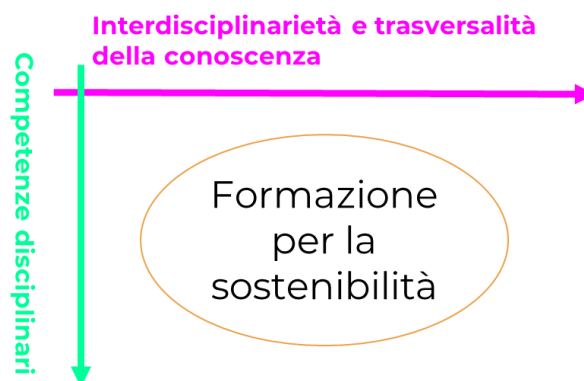 Interdisciplinarietà e trasversalità
della conoscenza
Competenze disciplinari
Formazione
per la
sostenibilità